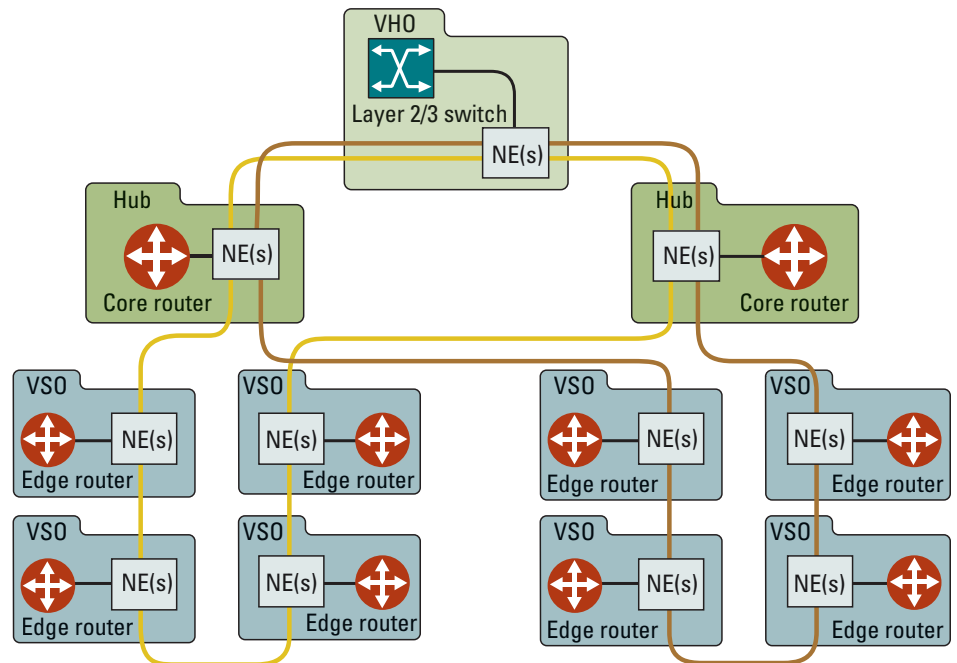 VHO
Layer 2/3 switch
NE(s)
Hub
NE(s)
Core router
Hub
NE(s)
Core router
VSO
NE(s)
Edge router
VSO
NE(s)
Edge router
VSO
NE(s)
Edge router
VSO
NE(s)
Edge router
VSO
NE(s)
Edge router
VSO
NE(s)
Edge router
VSO
NE(s)
Edge router
VSO
NE(s)
Edge router